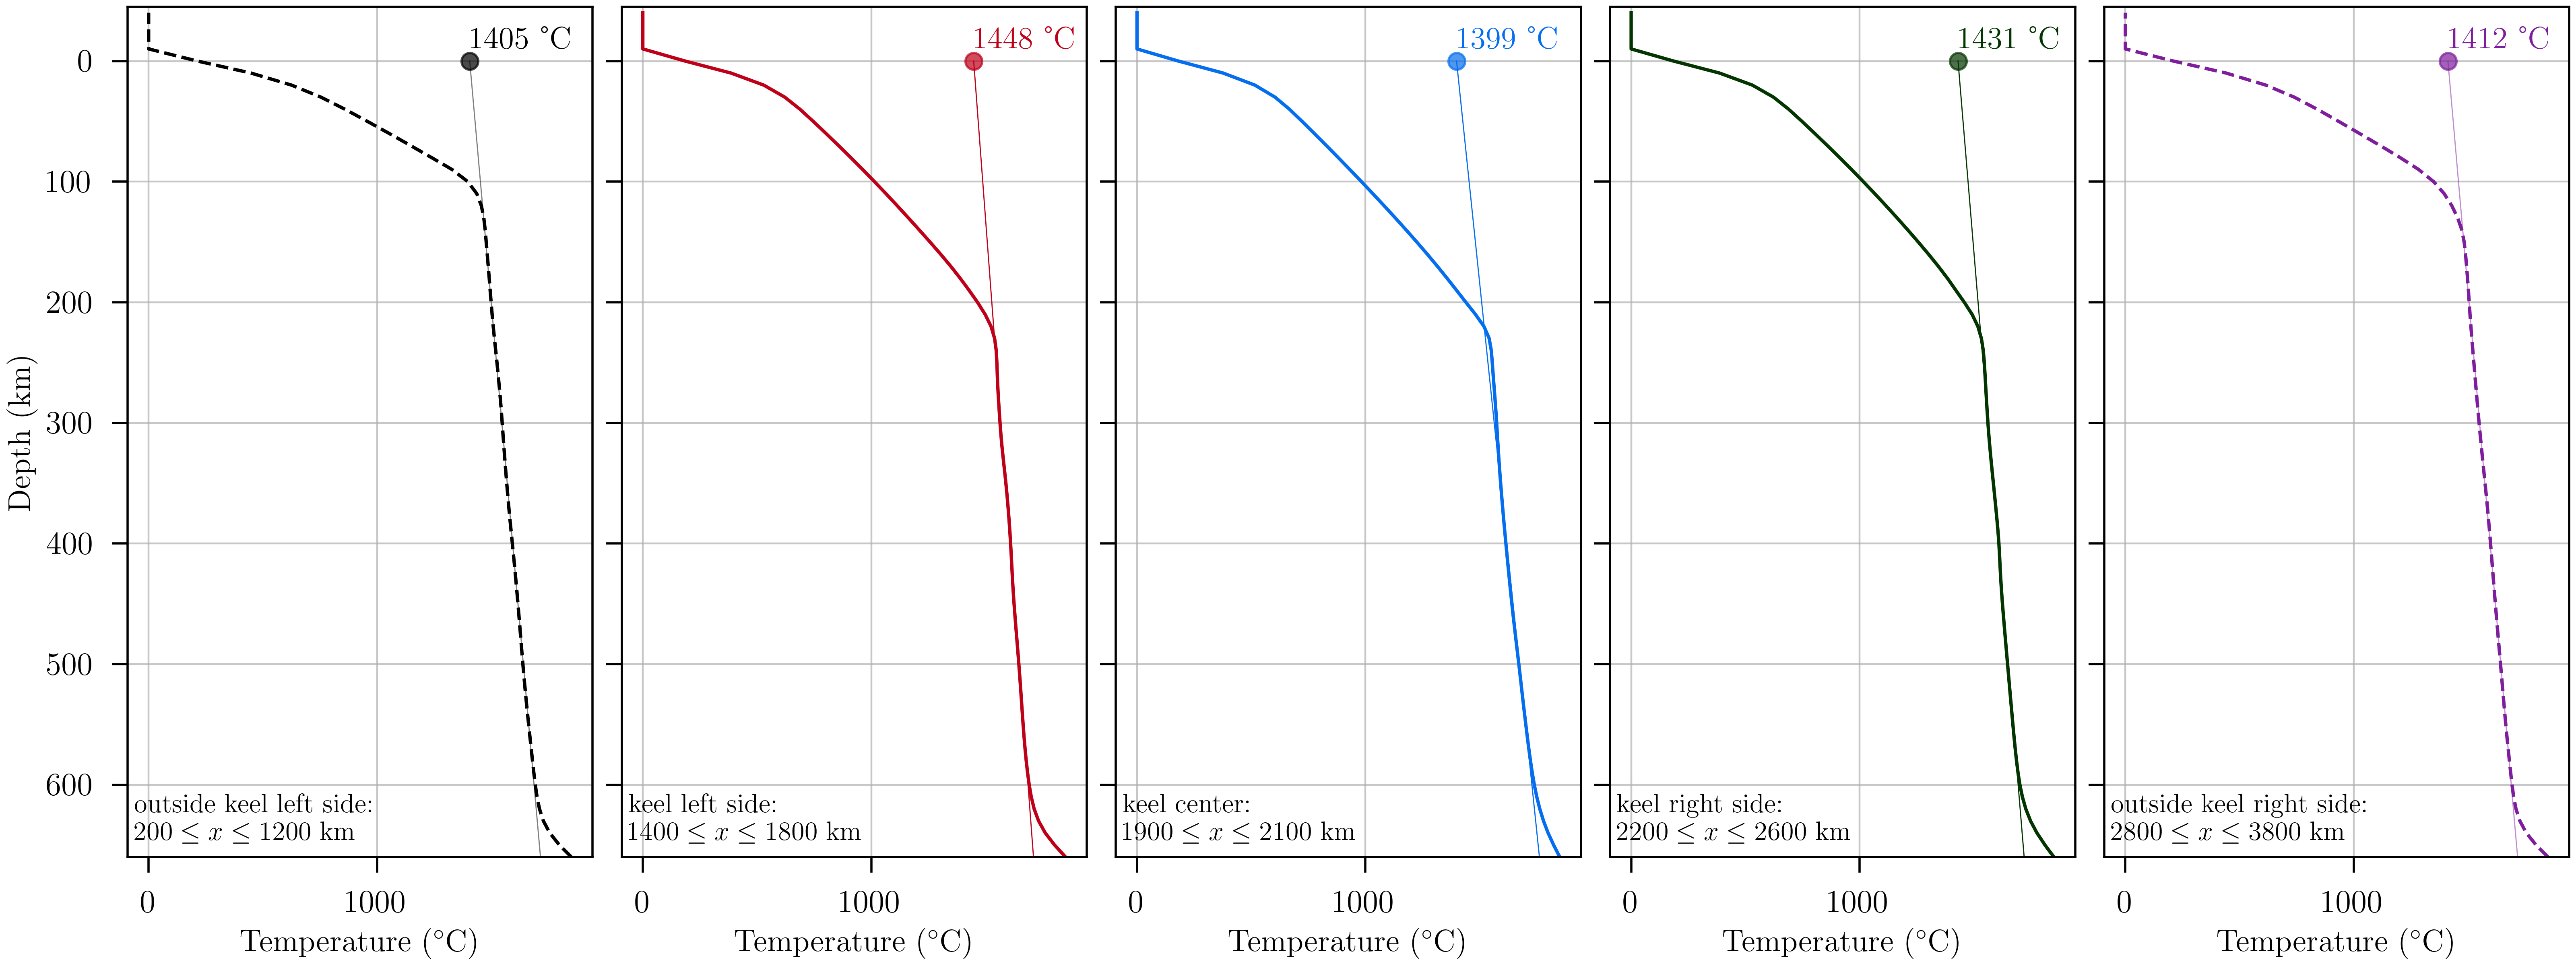 1405 °C
1448 °C
1399 °C
1431 °C
1412 °C
0
100
200
300
400
500
600
Depth (km)
outside keel left side:
200 ≤ x ≤ 1200 km
keel left side:
1400 ≤ x ≤ 1800 km
keel center:
1900 ≤ x ≤ 2100 km
keel right side:
2200 ≤ x ≤ 2600 km
outside keel right side:
2800 ≤ x ≤ 3800 km
0 1000
0 1000
0 1000
0 1000
0 1000
Temperature (°C)
Temperature (°C)
Temperature (°C)
Temperature (°C)
Temperature (°C)